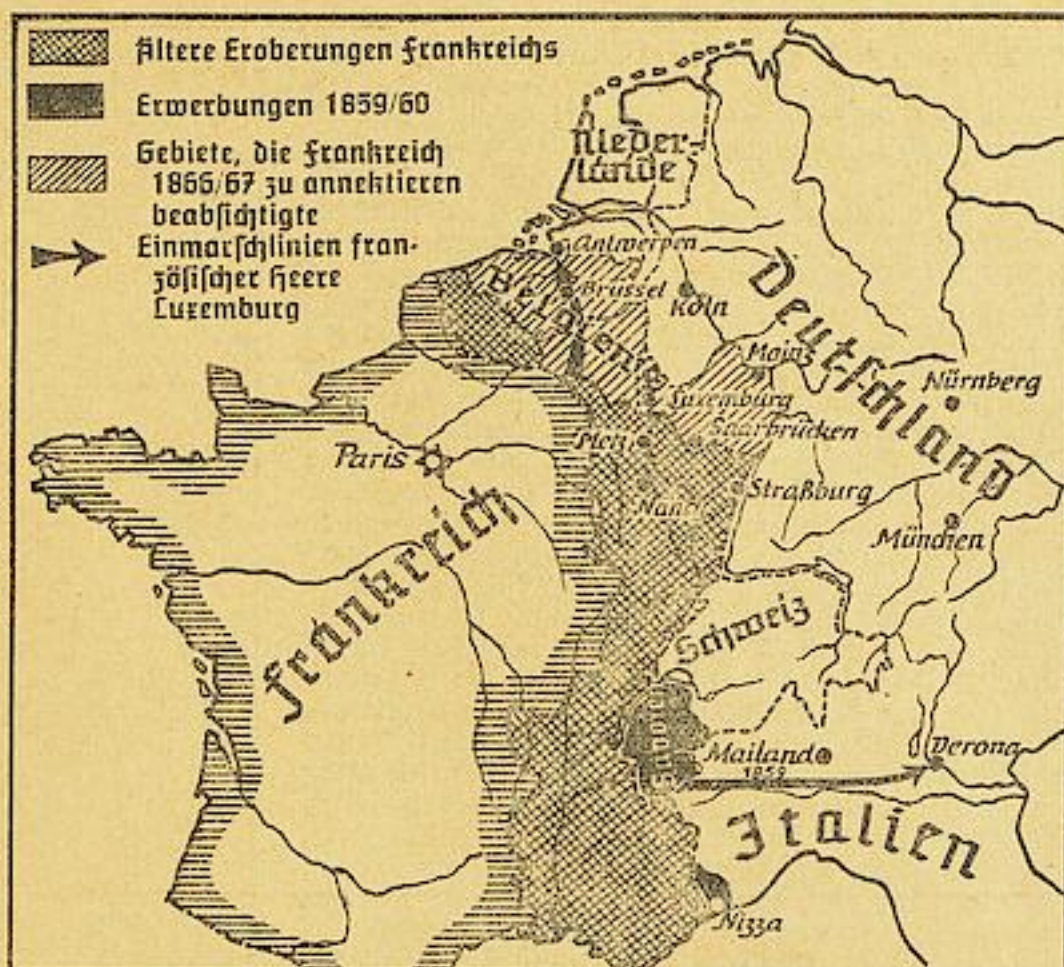 Ältere Eroberungen Frankreichs
Erwerbungen 1859/60
Gebiete, die Frankreich
1866/67 zu annektieren
beabsichtigte
Einmarschlinien fran-
zösischer Heere
Luxemburg
Nieder-
lande
Antwerpen
Belgien
Brüssel
Köln
Deutschland
Mainz
Nürnberg
Luxemburg
Metz
Saarbrücken
Paris
Nancy
Straßburg
München
Frankreich
Schweiz
Mailand
1859
Verona
Italien
Nizza